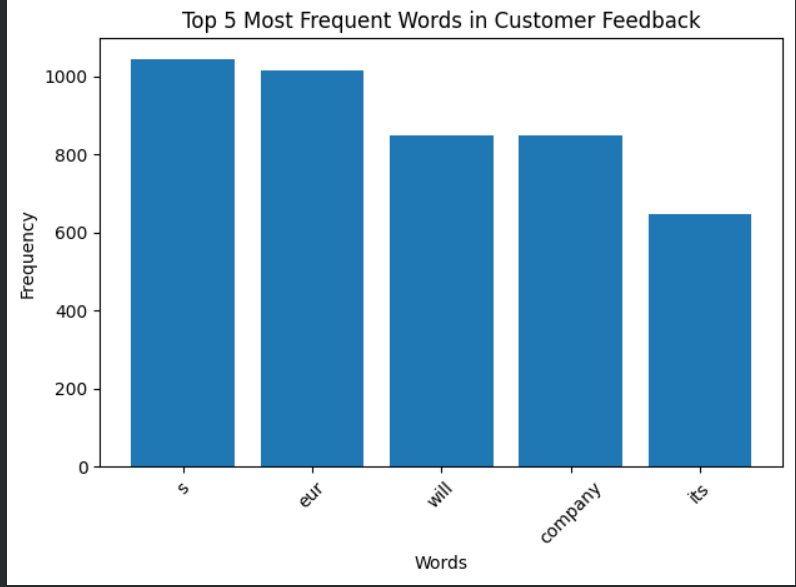 Top 5 Most Frequent Words in Customer Feedback
1000
800
600
400
200
0
Frequency
s
eur
will
company
its
Words